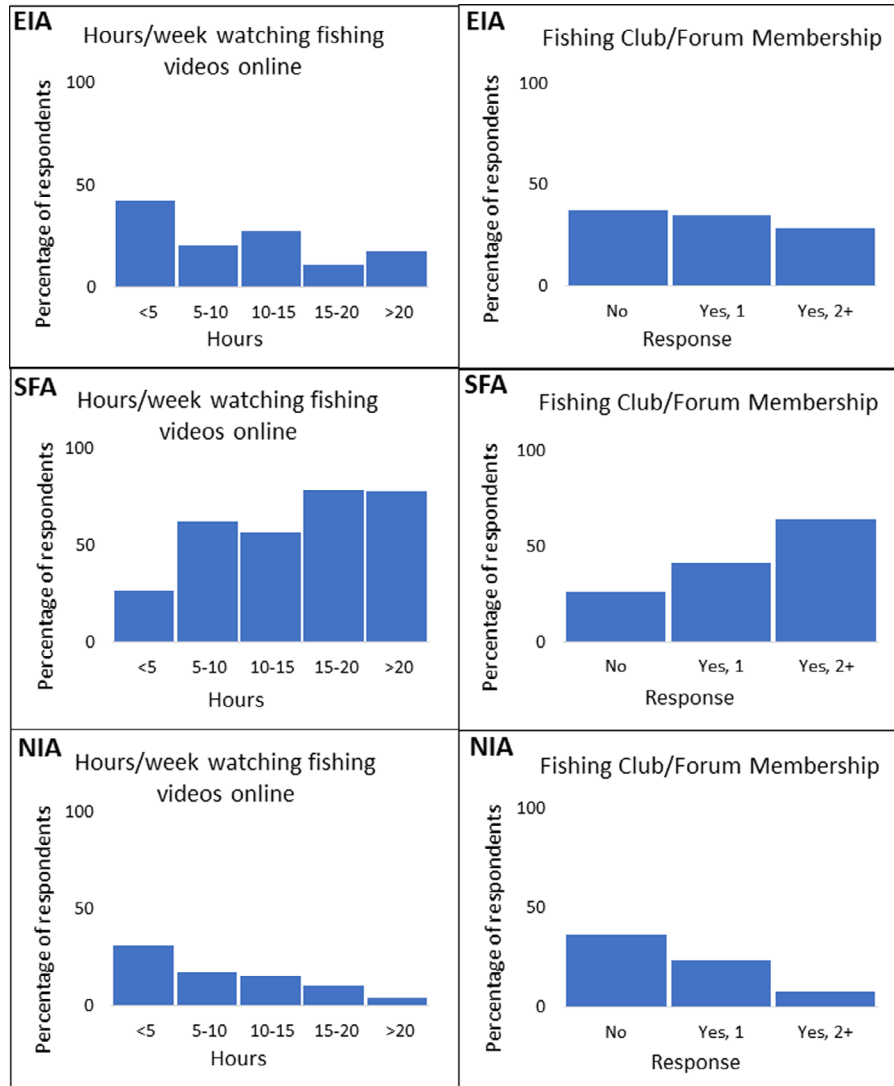 EIA
Hours/week watching fishing
videos online
Percentage of respondents
100
50
0
<5 5-10 10-15 15-20 >20
Hours
EIA
Fishing Club/Forum Membership
Percentage of respondents
100
50
0
No Yes, 1 Yes, 2+
Response
SFA
Hours/week watching fishing
videos online
Percentage of respondents
100
50
0
<5 5-10 10-15 15-20 >20
Hours
SFA
Fishing Club/Forum Membership
Percentage of respondents
100
50
0
No Yes, 1 Yes, 2+
Response
NIA
Hours/week watching fishing
videos online
Percentage of respondents
100
50
0
<5 5-10 10-15 15-20 >20
Hours
NIA
Fishing Club/Forum Membership
Percentage of respondents
100
50
0
No Yes, 1 Yes, 2+
Response